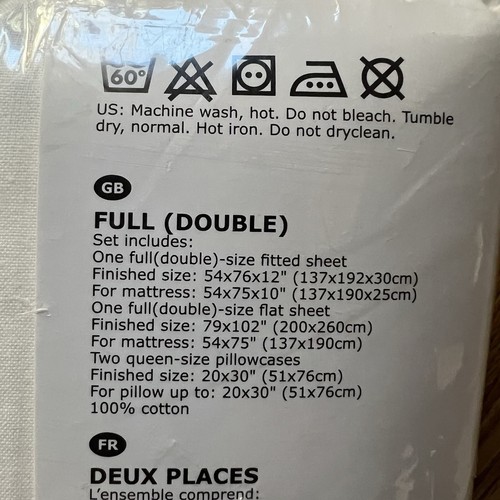 60°
US: Machine wash, hot. Do not bleach. Tumble
dry, normal. Hot iron. Do not dryclean.
GB
FULL (DOUBLE)
Set includes:
One full(double)-size fitted sheet
Finished size: 54x76x12" (137x192x30cm)
For mattress: 54x75x10" (137x190x25cm)
One full(double)-size flat sheet
Finished size: 79x102" (200x260cm)
For mattress: 54x75" (137x190cm)
Two queen-size pillowcases
Finished size: 20x30" (51x76cm)
For pillow up to: 20x30" (51x76cm)
100% cotton
FR
DEUX PLACES
L'ensemble comprend: